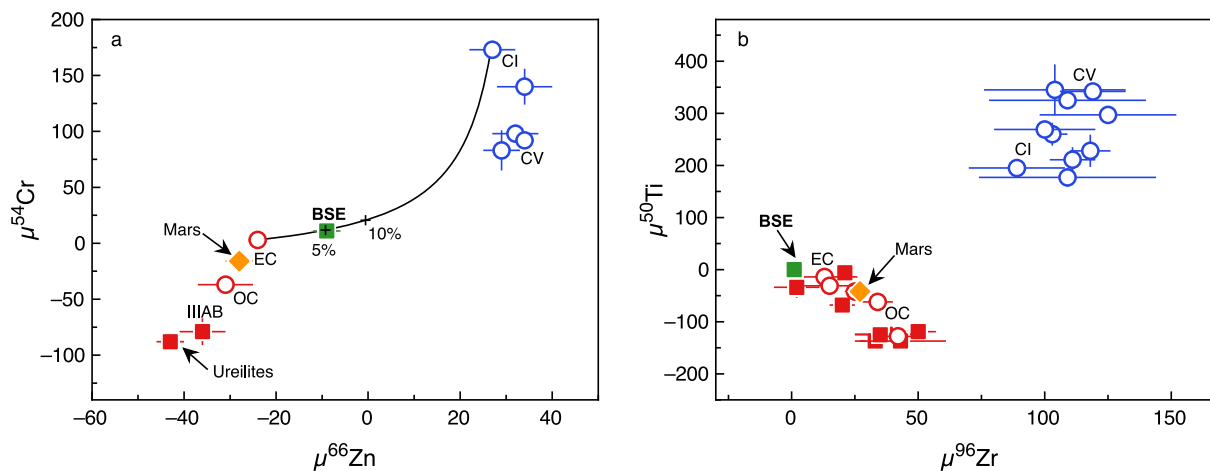 a
200
150
100
50
0
−50
−100
μ⁵⁴Cr
CI
CV
BSE
5%
10%
Mars
EC
OC
IIIAB
Ureilites
−60
−40
−20
0
20
40
μ⁶⁶Zn
b
400
300
200
100
0
−100
−200
μ⁵⁰Ti
CV
CI
BSE
EC
Mars
OC
0
50
100
150
μ⁹⁶Zr